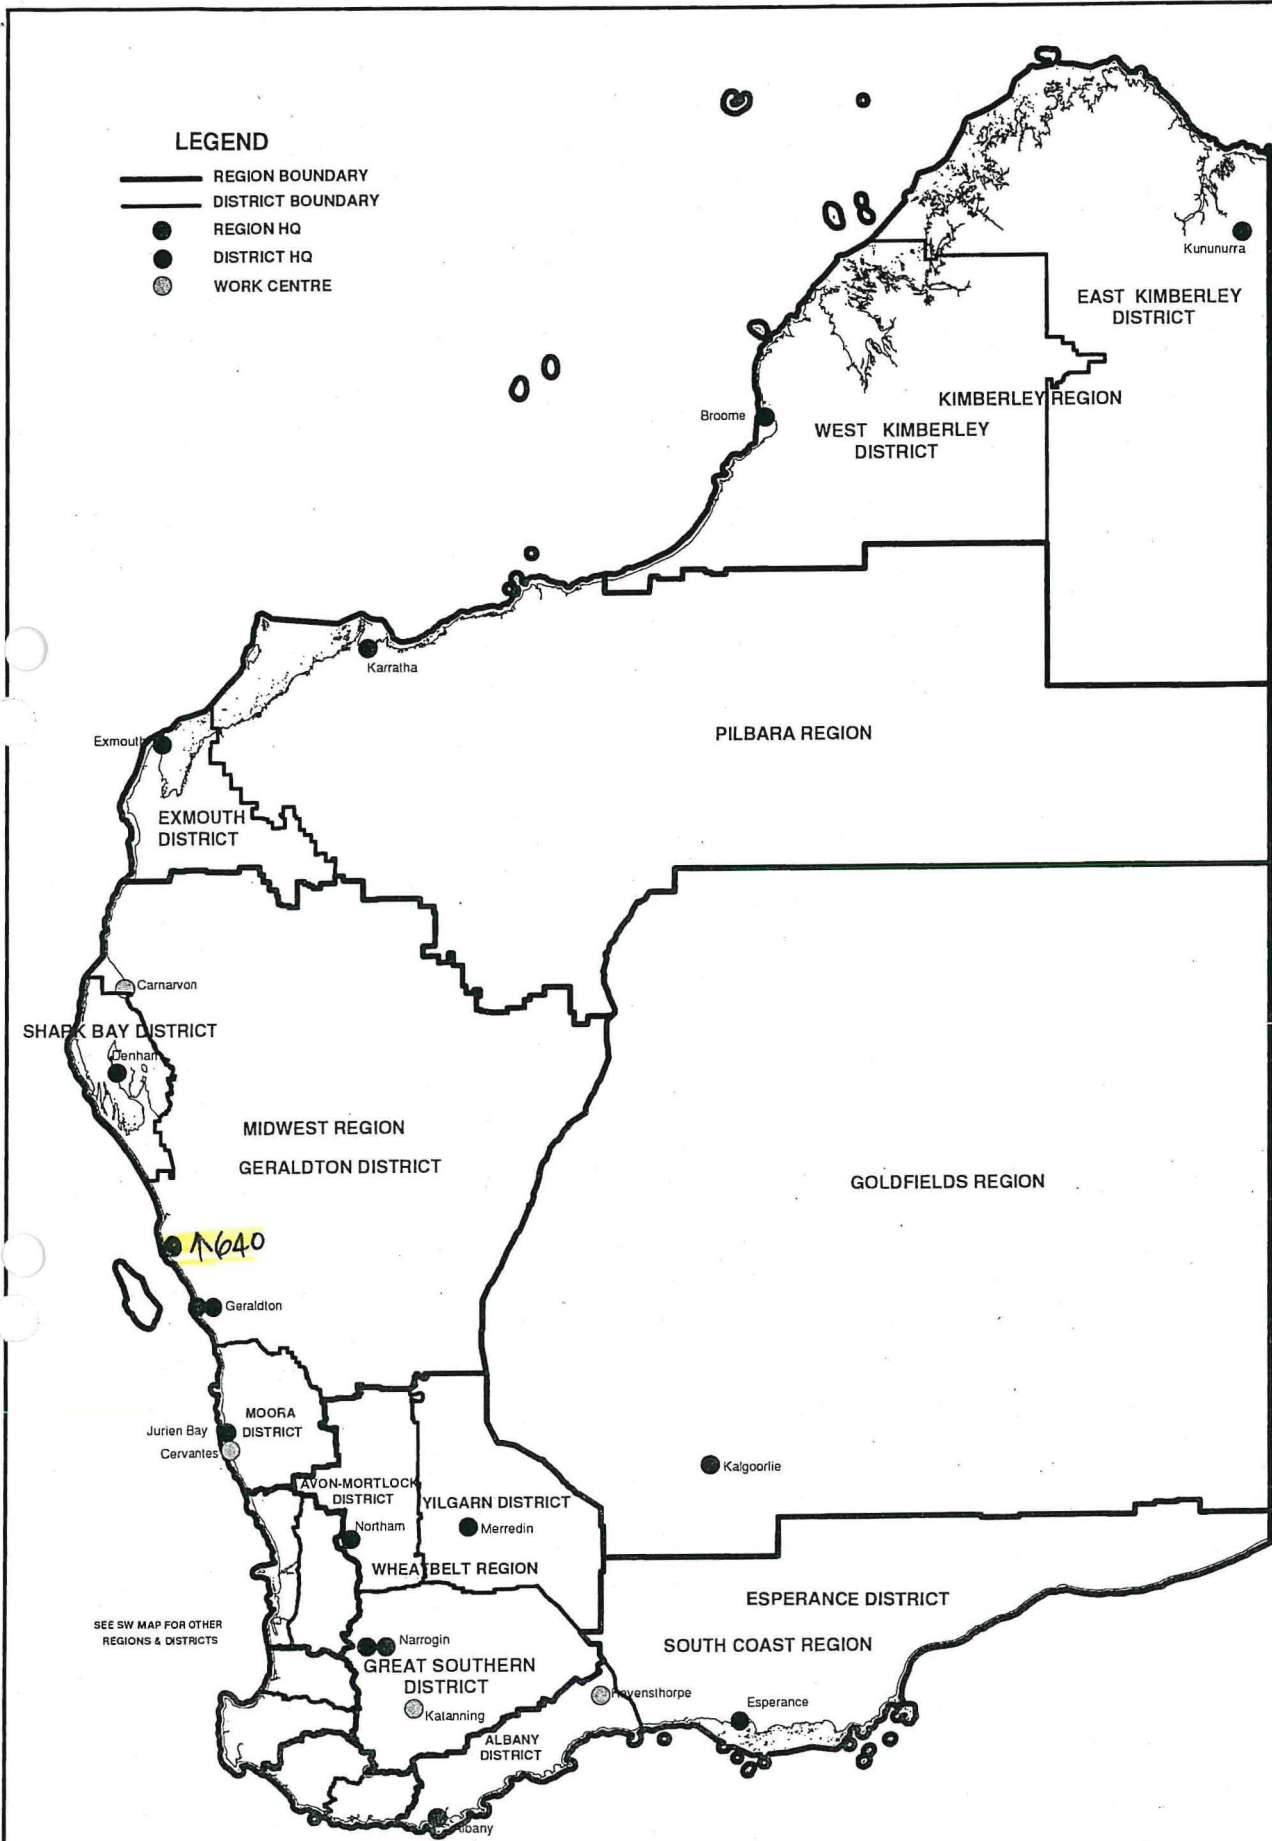 LEGEND
REGION BOUNDARY
DISTRICT BOUNDARY
REGION HQ
DISTRICT HQ
WORK CENTRE
Kununurra
EAST KIMBERLEY
DISTRICT
KIMBERLEY REGION
Broome
WEST KIMBERLEY
DISTRICT
Karratha
PILBARA REGION
Exmouth
EXMOUTH
DISTRICT
Carnarvon
SHARK BAY DISTRICT
Denham
MIDWEST REGION
GERALDTON DISTRICT
GOLDFIELDS REGION
↑640
Geraldton
MOORA
DISTRICT
Jurien Bay
Cervantes
Kalgoorlie
AVON-MORTLOCK
DISTRICT
YILGARN DISTRICT
Northam
Merredin
WHEATBELT REGION
ESPERANCE DISTRICT
SEE SW MAP FOR OTHER
REGIONS & DISTRICTS
SOUTH COAST REGION
Narrogin
GREAT SOUTHERN
DISTRICT
Ravensthorpe
Katanning
Esperance
ALBANY
DISTRICT
Albany